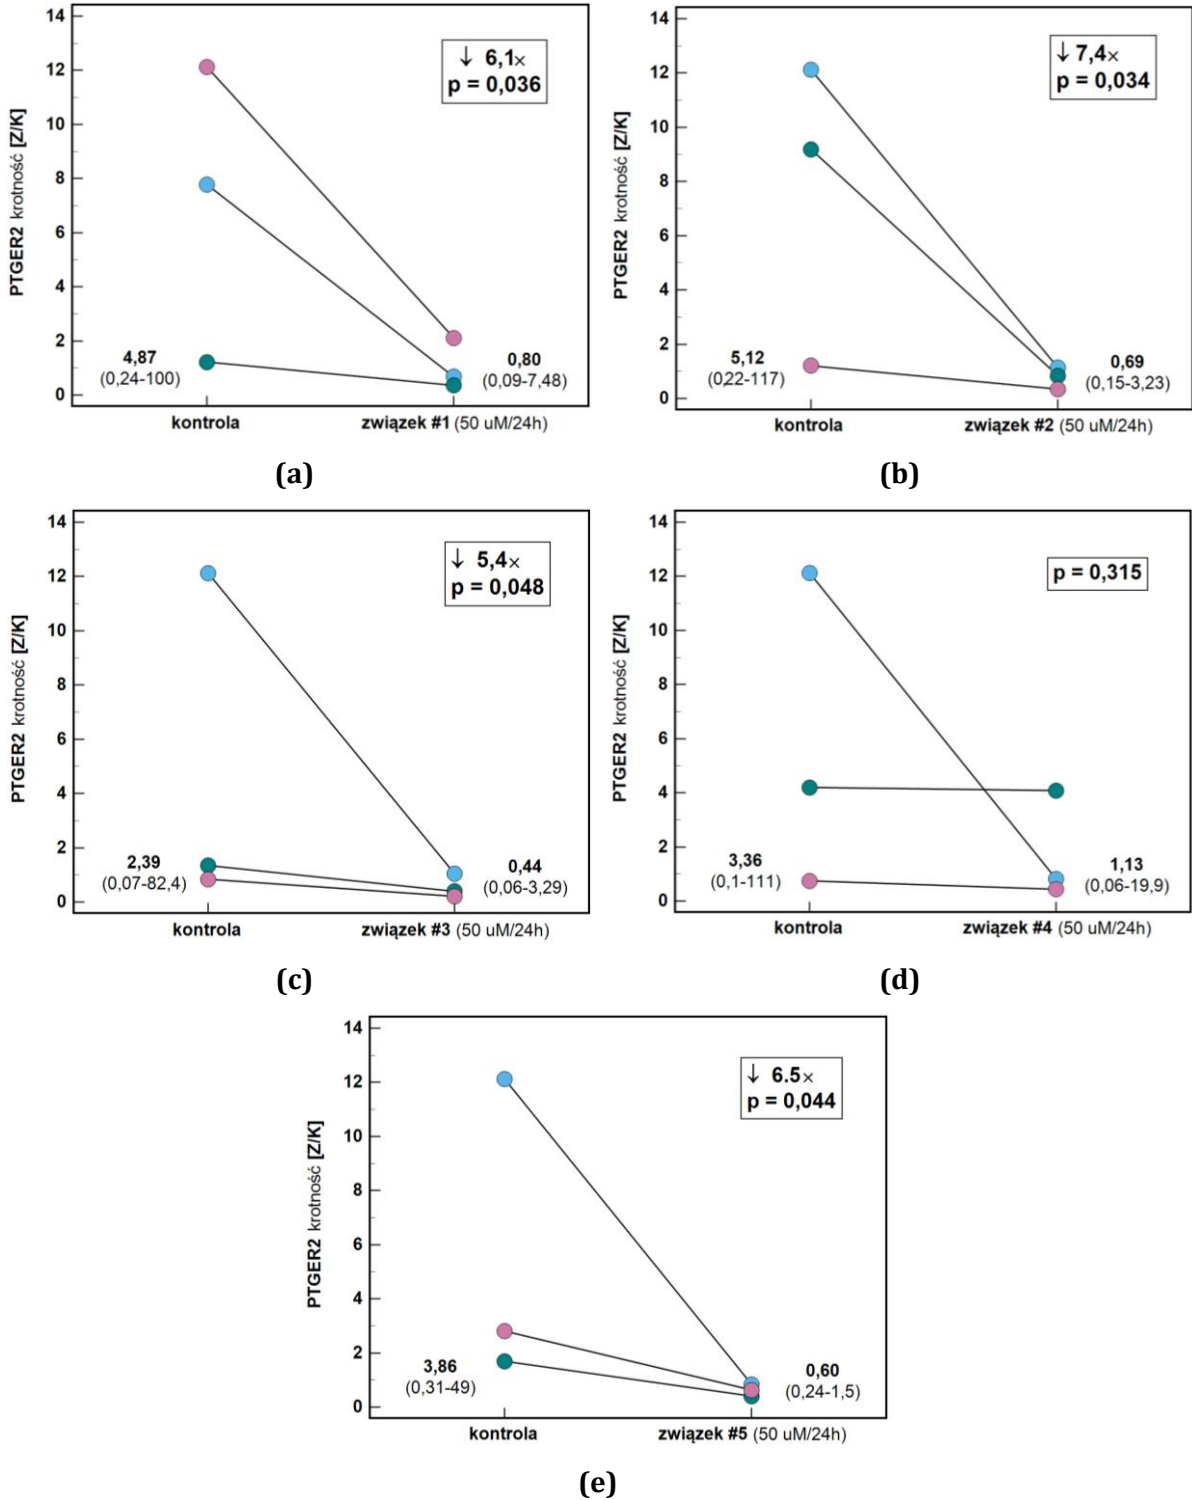 14
12
10
8
6
4
2
0
PTGER2 krotność [Z/K]
↓ 6,1×
p = 0,036
4,87
(0,24-100)
0,80
(0,09-7,48)
kontrola
związek #1 (50 uM/24h)
(a)
14
12
10
8
6
4
2
0
PTGER2 krotność [Z/K]
↓ 7,4×
p = 0,034
5,12
(0,22-117)
0,69
(0,15-3,23)
kontrola
związek #2 (50 uM/24h)
(b)
14
12
10
8
6
4
2
0
PTGER2 krotność [Z/K]
↓ 5,4×
p = 0,048
2,39
(0,07-82,4)
0,44
(0,06-3,29)
kontrola
związek #3 (50 uM/24h)
(c)
14
12
10
8
6
4
2
0
PTGER2 krotność [Z/K]
p = 0,315
3,36
(0,1-111)
1,13
(0,06-19,9)
kontrola
związek #4 (50 uM/24h)
(d)
14
12
10
8
6
4
2
0
PTGER2 krotność [Z/K]
↓ 6.5×
p = 0,044
3,86
(0,31-49)
0,60
(0,24-1,5)
kontrola
związek #5 (50 uM/24h)
(e)